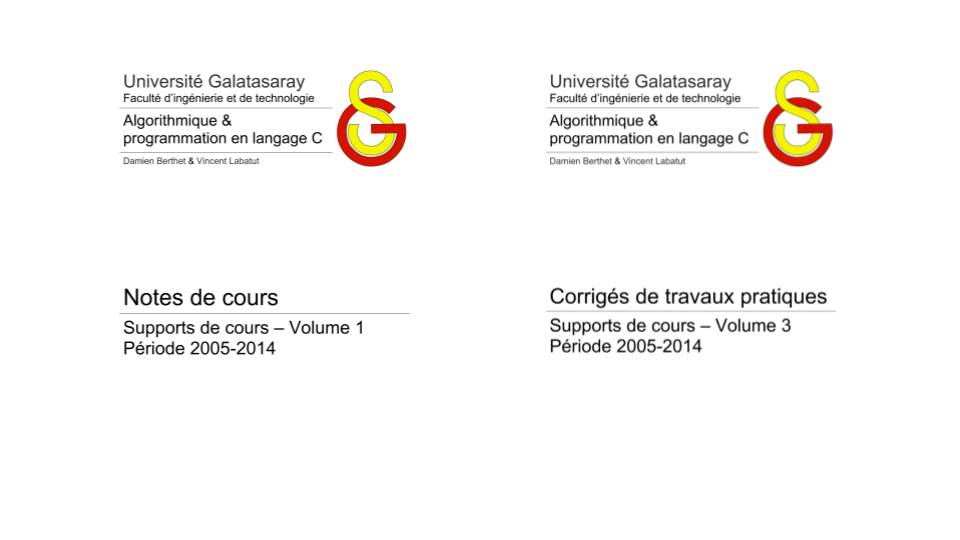 Université Galatasaray
Faculté d'ingénierie et de technologie
Algorithmique &
programmation en langage C
Damien Berthet & Vincent Labatut
Notes de cours
Supports de cours – Volume 1
Période 2005-2014
Université Galatasaray
Faculté d'ingénierie et de technologie
Algorithmique &
programmation en langage C
Damien Berthet & Vincent Labatut
Corrigés de travaux pratiques
Supports de cours – Volume 3
Période 2005-2014